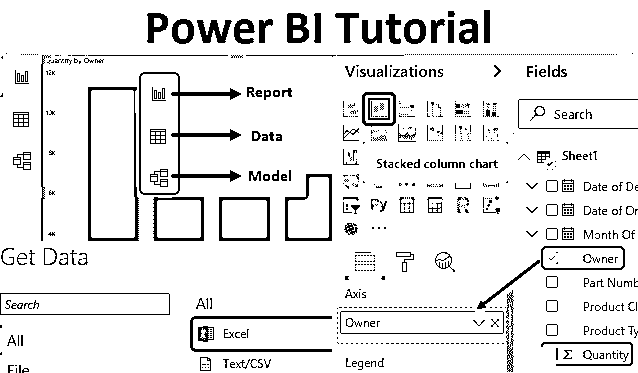 Power BI Tutorial
Quantity by Owner
12K
10K
8K
6K
4K
Report
Data
Model
Visualizations
Stacked column chart
Py
R
Axis
Owner
Legend
Fields
Search
Sheet1
Date of De
Date of Or
Month Of
Owner
Part Numb
Product Cl
Product Ty
Σ Quantity
Get Data
Search
All
File
All
Excel
Text/CSV